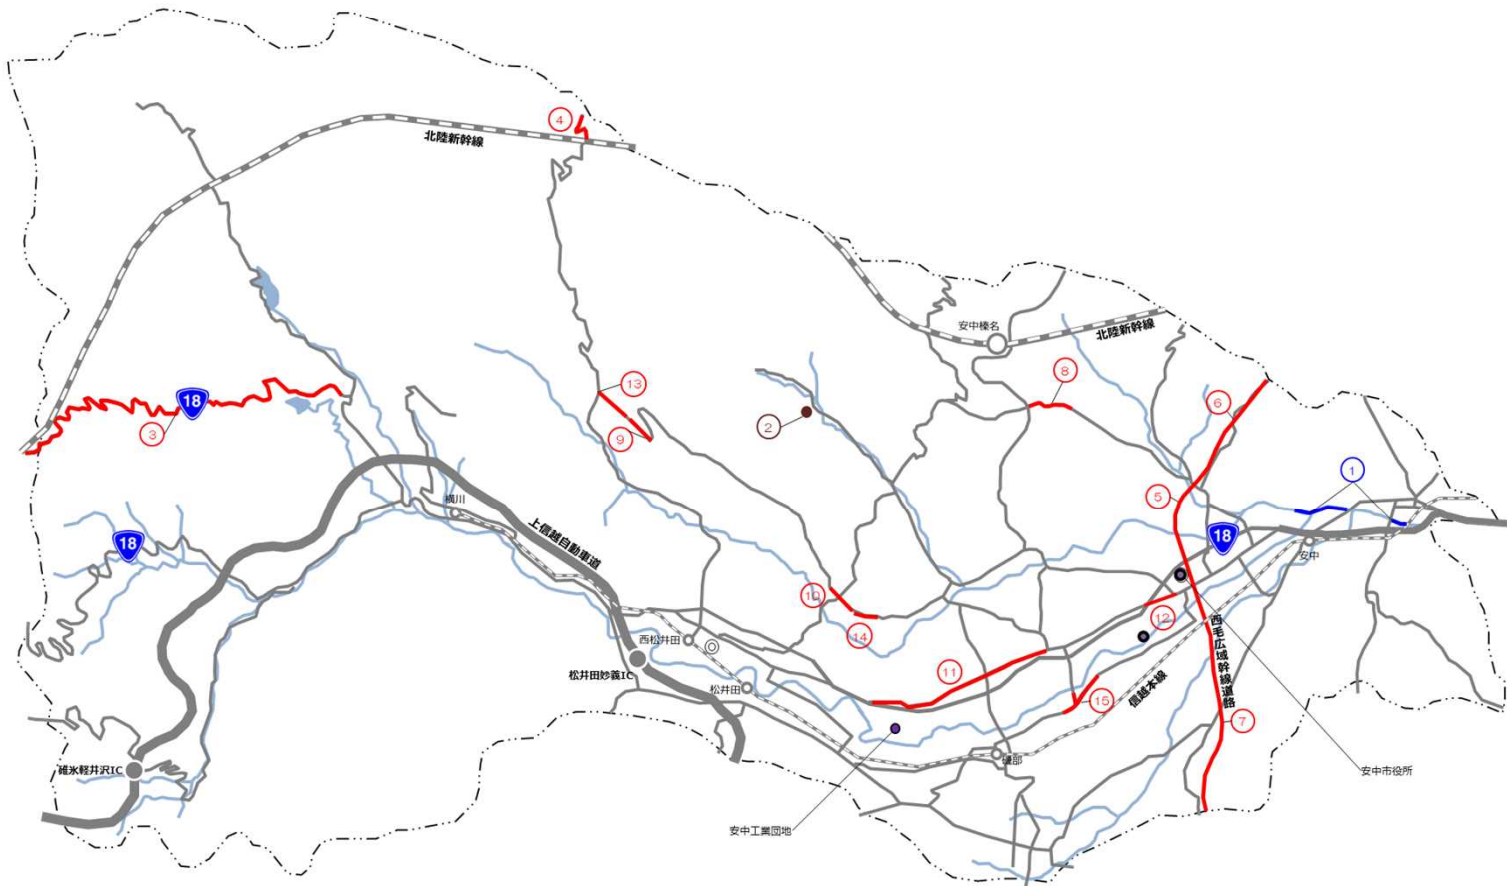 4
北陸新幹線
安中榛名
北陸新幹線
13
8
18
6
2
3
9
1
5
横川
18
18
上信越自動車道
安中
10
12
14
西松井田
松井田妙義IC
11
西毛広域幹線道路
松井田
信越本線
15
7
磯部
碓氷軽井沢IC
安中市役所
安中工業団地